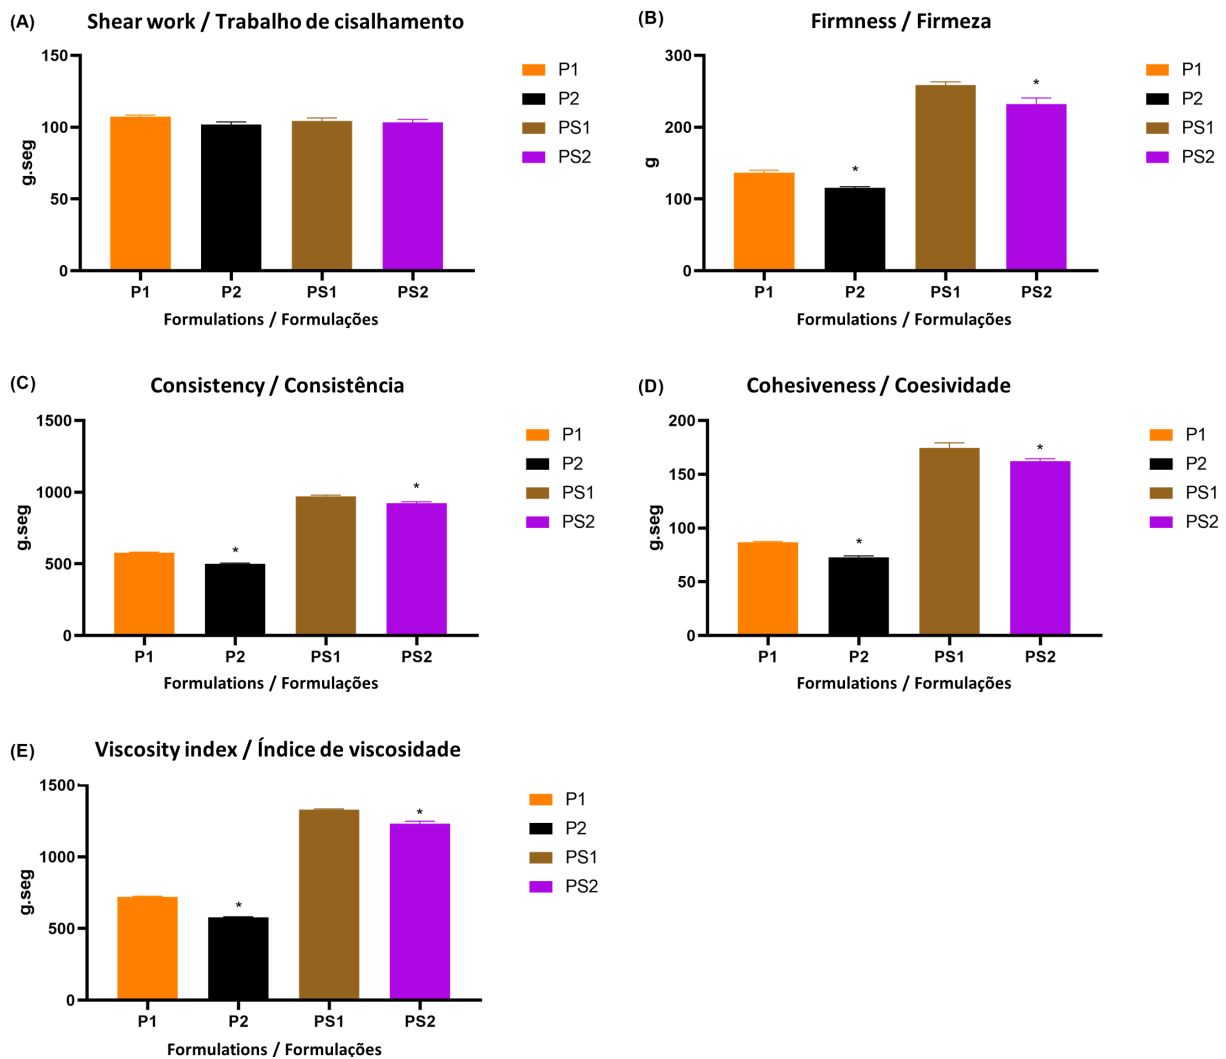 (A) Shear work / Trabalho de cisalhamento
150
100
50
0
g.seg
P1 P2 PS1 PS2
Formulations / Formulações
P1
P2
PS1
PS2
(B) Firmness / Firmeza
300
200
100
0
g
*
*
P1 P2 PS1 PS2
Formulations / Formulações
P1
P2
PS1
PS2
(C) Consistency / Consistência
1500
1000
500
0
g.seg
*
*
P1 P2 PS1 PS2
Formulations / Formulações
P1
P2
PS1
PS2
(D) Cohesiveness / Coesividade
200
150
100
50
0
g.seg
*
*
P1 P2 PS1 PS2
Formulations / Formulações
P1
P2
PS1
PS2
(E) Viscosity index / Índice de viscosidade
1500
1000
500
0
g.seg
*
*
P1 P2 PS1 PS2
Formulations / Formulações
P1
P2
PS1
PS2